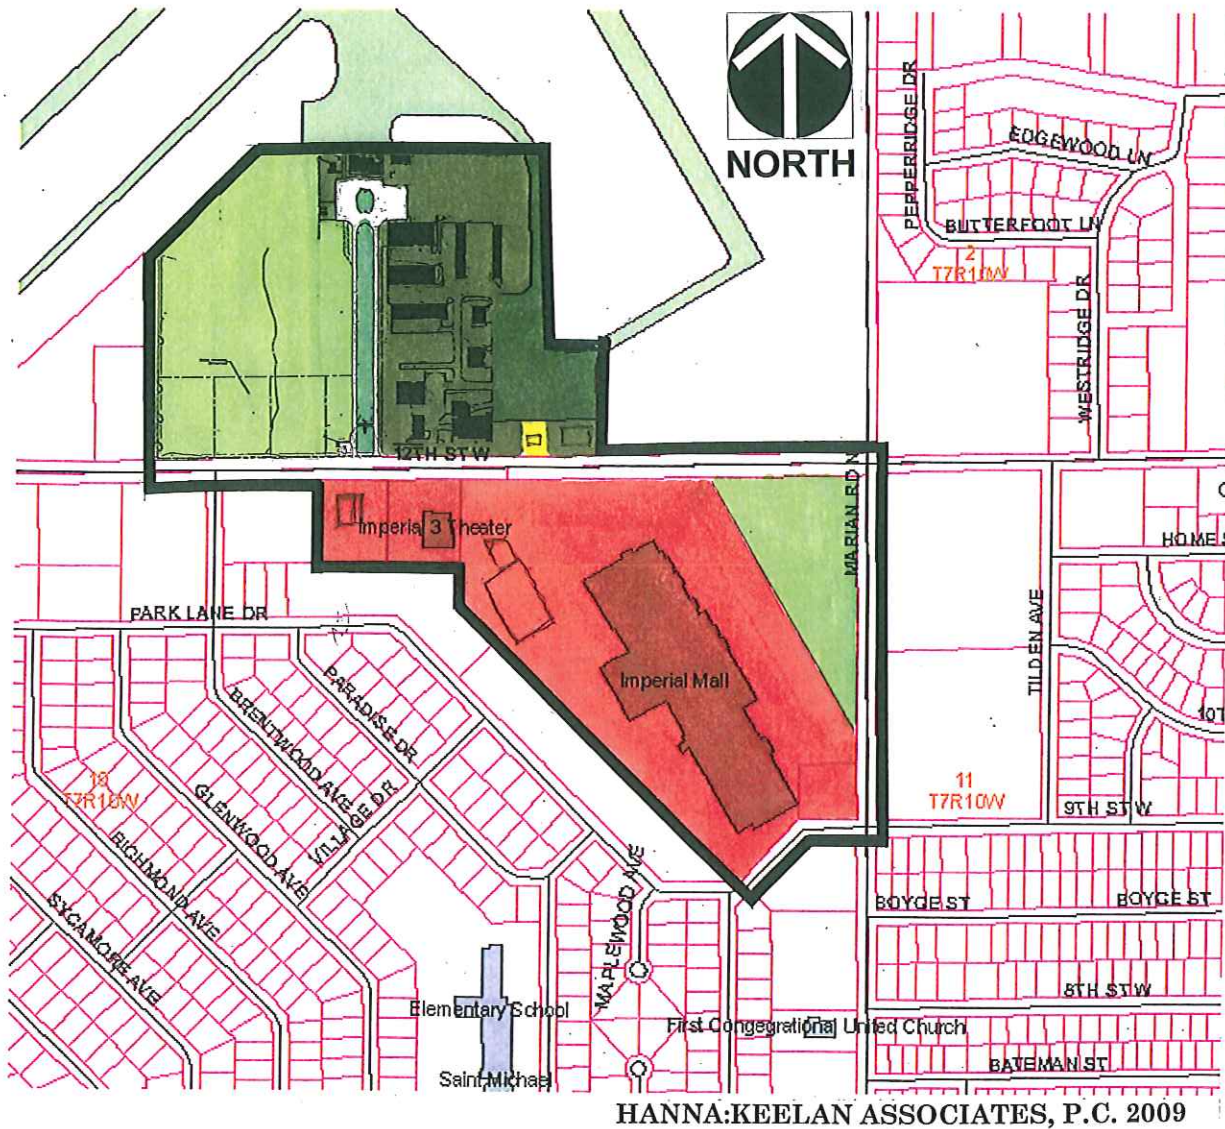 NORTH
PEPPERRIDGE DR
EDGEWOOD LN
BUTTERFOOT LN
2
T7R10W
WESTRIDGE DR
12TH ST W
MARIAN RD N
Imperial 3 Theater
HOME S
PARK LANE DR
TILDEN AVE
PARADISE DR
Imperial Mall
BRENTWOOD AVE
10T
10
T7R10W
GLENWOOD AVE
VILLAGE DR
11
T7R10W
9TH ST W
RICHMOND AVE
SYCAMORE AVE
MAPLEWOOD AVE
BOYCE ST
BOYCE ST
8TH ST W
Elementary School
First Congegrational United Church
BATEMAN ST
Saint Michael
HANNA:KEELAN ASSOCIATES, P.C. 2009